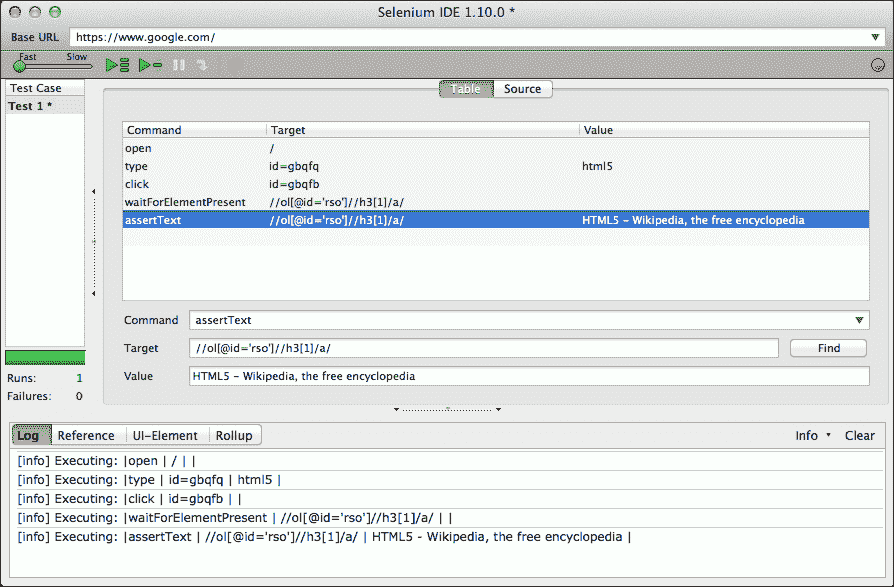 Selenium IDE 1.10.0 *
Base URL https://www.google.com/
Fast Slow
Test Case
Test 1 *
Table Source
Command Target Value
open /
type id=gbqfq html5
click id=gbqfb
waitForElementPresent //ol[@id='rso']//h3[1]/a/
assertText //ol[@id='rso']//h3[1]/a/ HTML5 - Wikipedia, the free encyclopedia
Command assertText
Target //ol[@id='rso']//h3[1]/a/ Find
Value HTML5 - Wikipedia, the free encyclopedia
Runs: 1
Failures: 0
Log Reference UI-Element Rollup Info Clear
[info] Executing: |open | / | |
[info] Executing: |type | id=gbqfq | html5 |
[info] Executing: |click | id=gbqfb | |
[info] Executing: |waitForElementPresent | //ol[@id='rso']//h3[1]/a/ | |
[info] Executing: |assertText | //ol[@id='rso']//h3[1]/a/ | HTML5 - Wikipedia, the free encyclopedia |